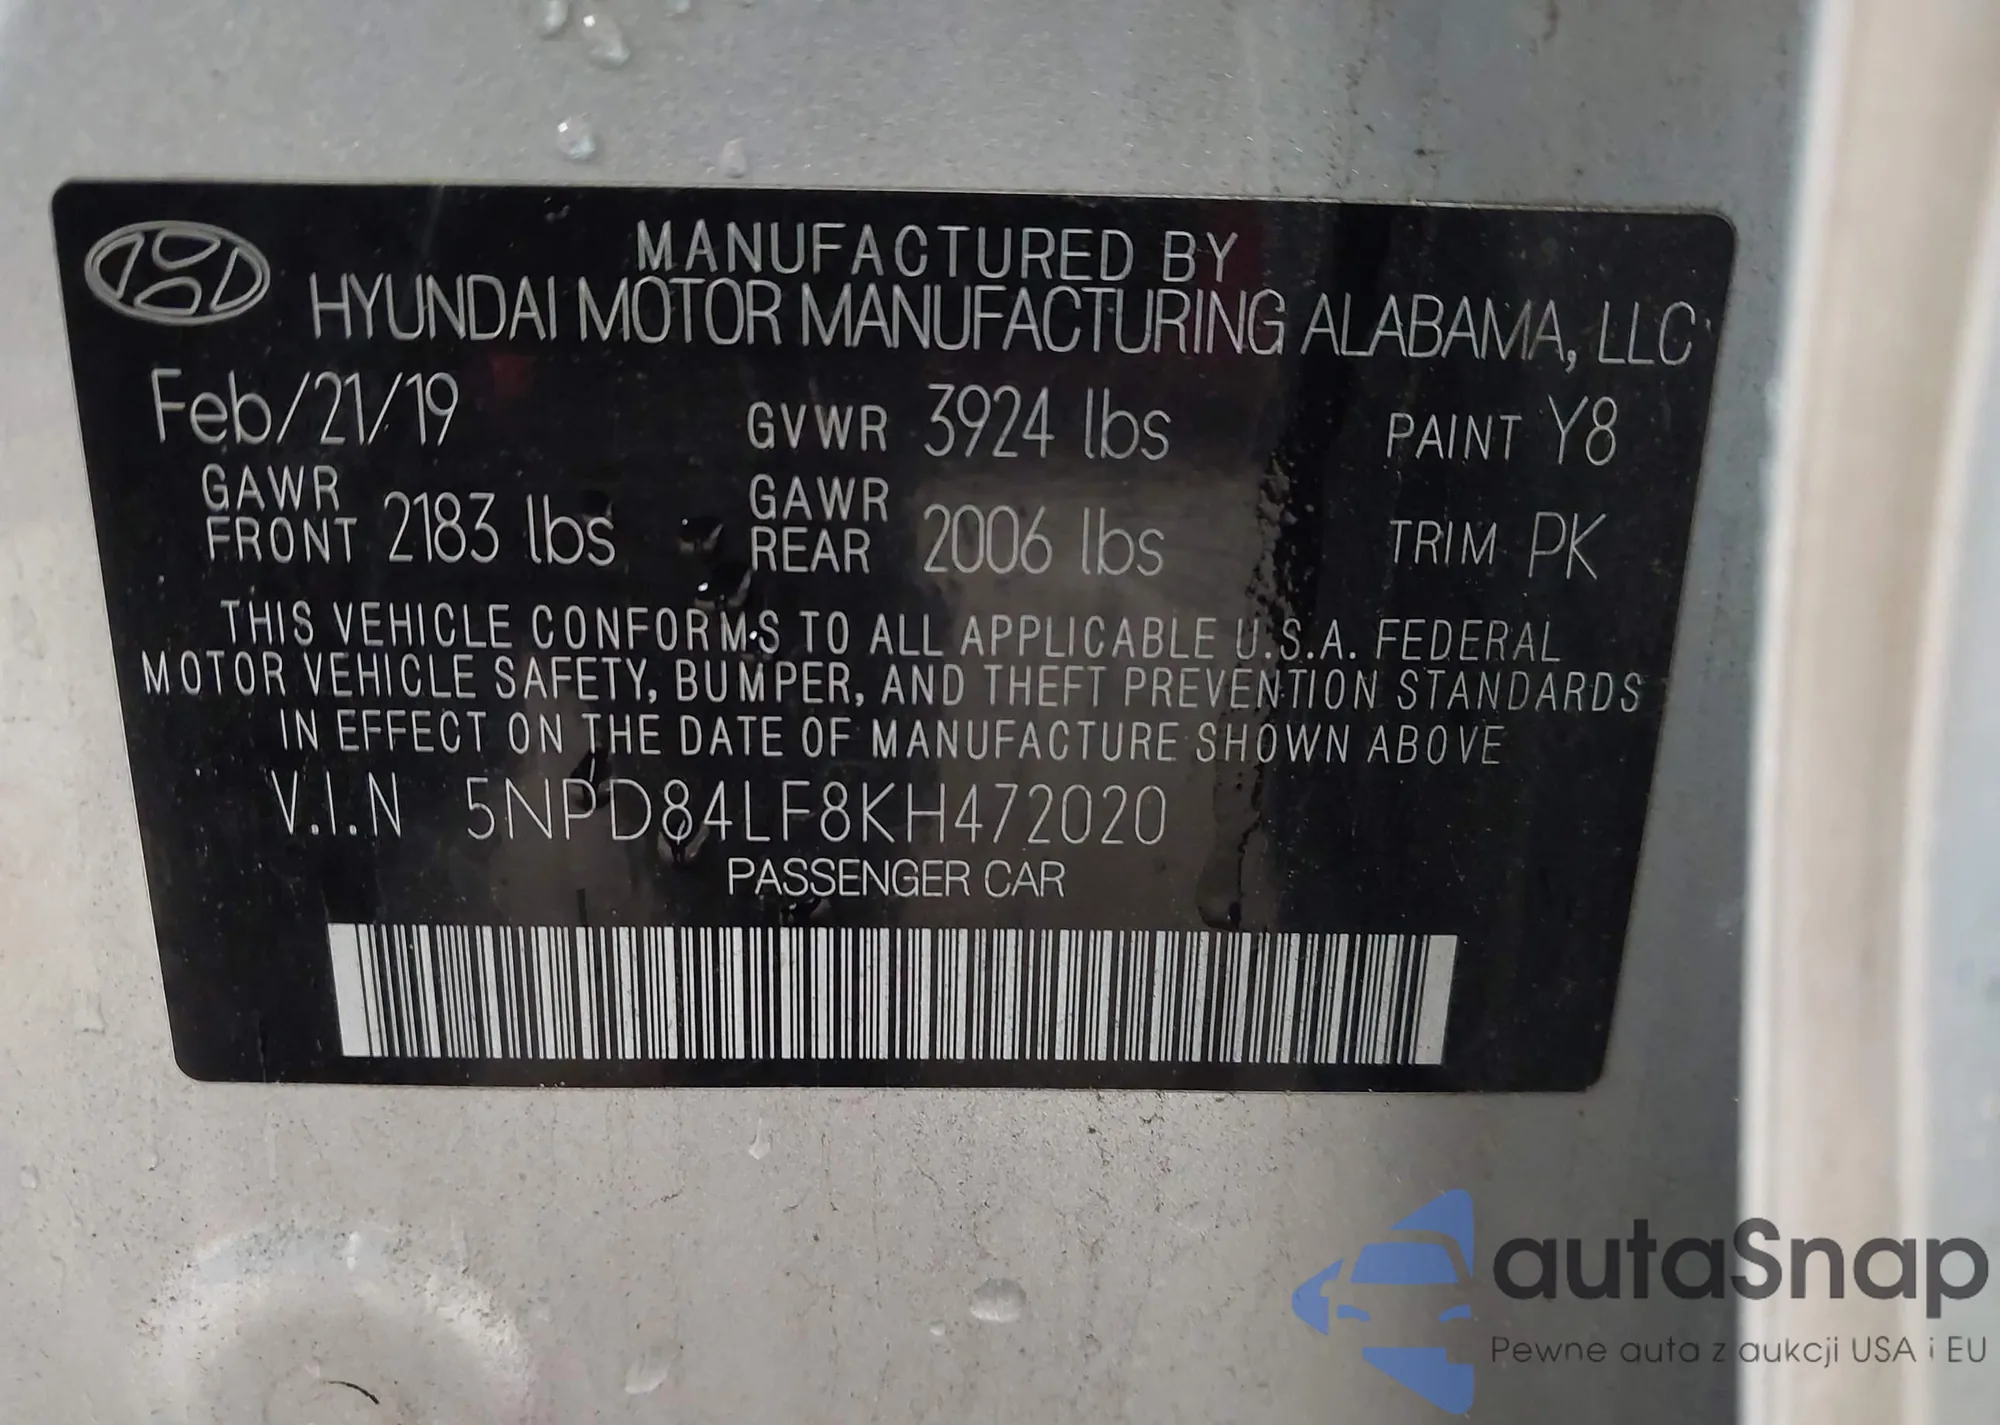 MANUFACTURED BY
HYUNDAI MOTOR MANUFACTURING ALABAMA, LLC
Feb/21/19 GVWR 3924 lbs PAINT Y8
GAWR FRONT 2183 lbs GAWR REAR 2006 lbs TRIM PK
THIS VEHICLE CONFORMS TO ALL APPLICABLE U.S.A. FEDERAL
MOTOR VEHICLE SAFETY, BUMPER, AND THEFT PREVENTION STANDARDS
IN EFFECT ON THE DATE OF MANUFACTURE SHOWN ABOVE
V.I.N 5NPD84LF8KH472020
PASSENGER CAR
autaSnap
Pewne auta z aukcji USA i EU